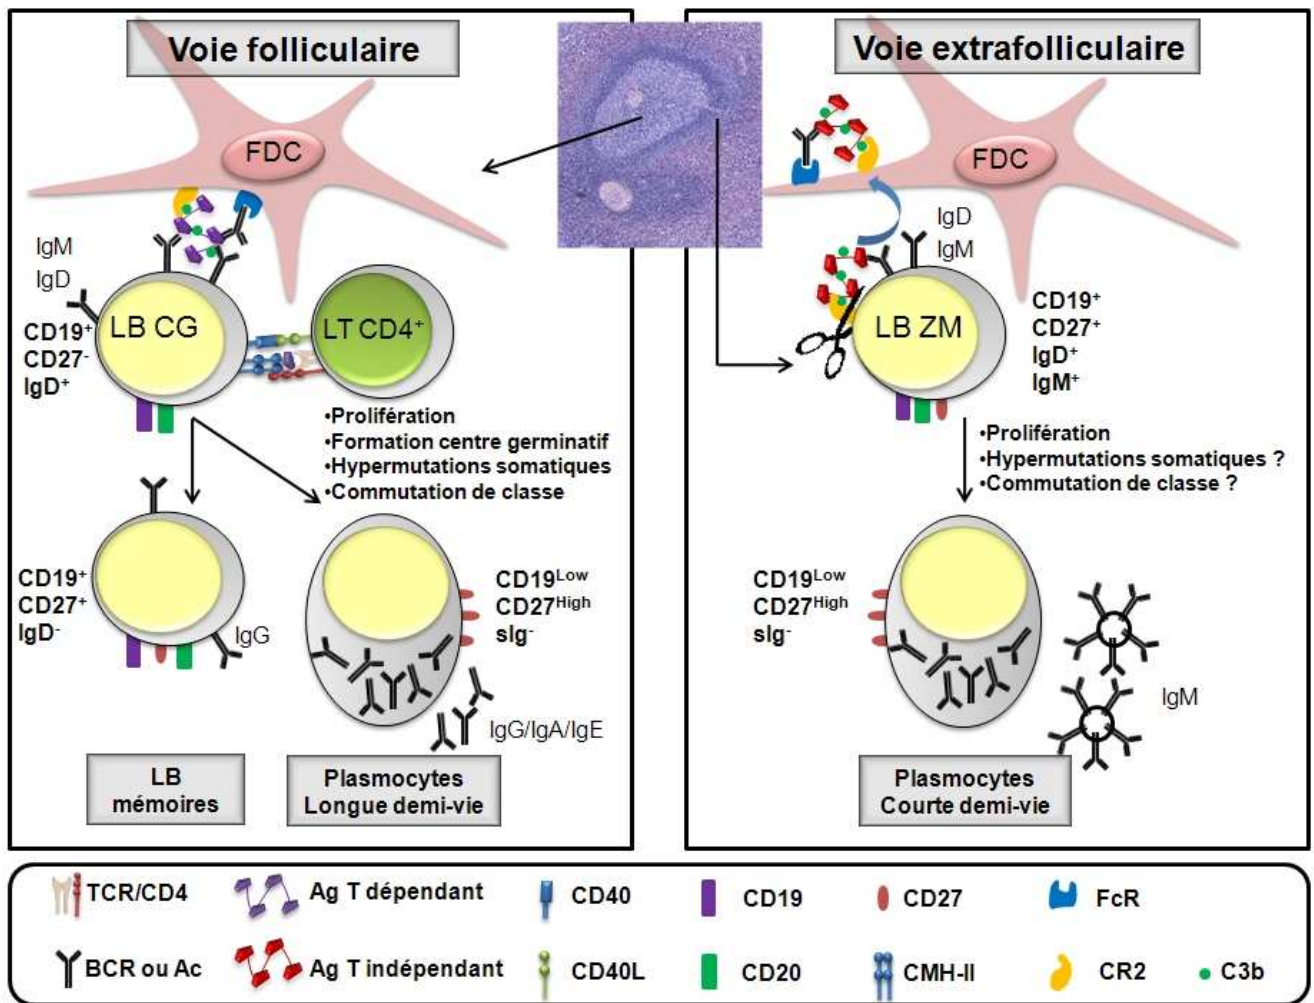 Voie folliculaire
FDC
IgM
IgD
LB CG
LT CD4+
CD19+
CD27-
IgD+
•Prolifération
•Formation centre germinatif
•Hypermutations somatiques
•Commutation de classe
CD19+
CD27+
IgD-
IgG
CD19Low
CD27High
sIg-
IgG/IgA/IgE
LB
mémoires
Plasmocytes
Longue demi-vie
Voie extrafolliculaire
FDC
IgD
IgM
LB ZM
CD19+
CD27+
IgD+
IgM+
•Prolifération
•Hypermutations somatiques ?
•Commutation de classe ?
CD19Low
CD27High
sIg-
IgM
Plasmocytes
Courte demi-vie
TCR/CD4
Ag T dépendant
CD40
CD19
CD27
FcR
BCR ou Ac
Ag T indépendant
CD40L
CD20
CMH-II
CR2
C3b